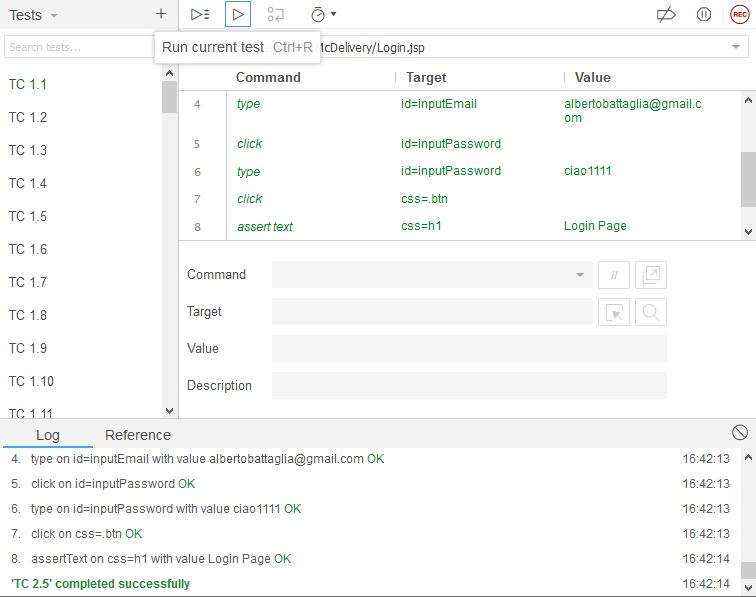 Tests
REC
Search tests...
Run current test Ctrl+R
McDelivery/Login.jsp
Command Target Value
TC 1.1
TC 1.2
TC 1.3
TC 1.4
TC 1.5
TC 1.6
TC 1.7
TC 1.8
TC 1.9
TC 1.10
TC 1.11
4 type id=inputEmail albertobattaglia@gmail.c
om
5 click id=inputPassword
6 type id=inputPassword ciao1111
7 click css=.btn
8 assert text css=h1 Login Page
Command //
Target
Value
Description
Log Reference
4. type on id=inputEmail with value albertobattaglia@gmail.com OK 16:42:13
5. click on id=inputPassword OK 16:42:13
6. type on id=inputPassword with value ciao1111 OK 16:42:13
7. click on css=.btn OK 16:42:13
8. assertText on css=h1 with value Login Page OK 16:42:14
'TC 2.5' completed successfully 16:42:14